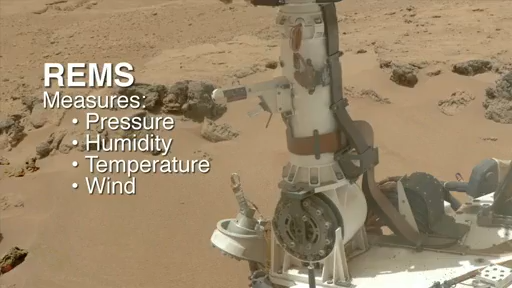 REMS
Measures:
• Pressure
• Humidity
• Temperature
• Wind